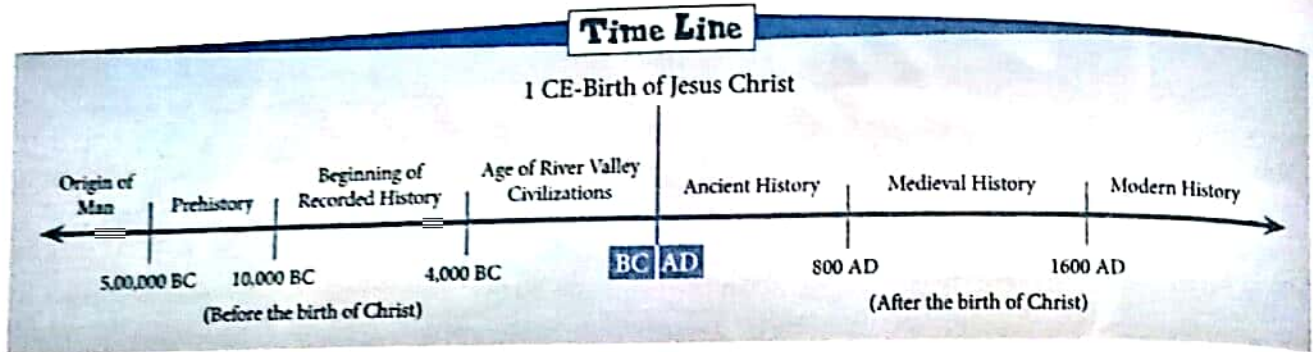 Time Line
1 CE-Birth of Jesus Christ
Origin of
Man
Prehistory
Beginning of
Recorded History
Age of River Valley
Civilizations
Ancient History
Medieval History
Modern History
5,00,000 BC
10,000 BC
4,000 BC
BC AD
800 AD
1600 AD
(Before the birth of Christ)
(After the birth of Christ)